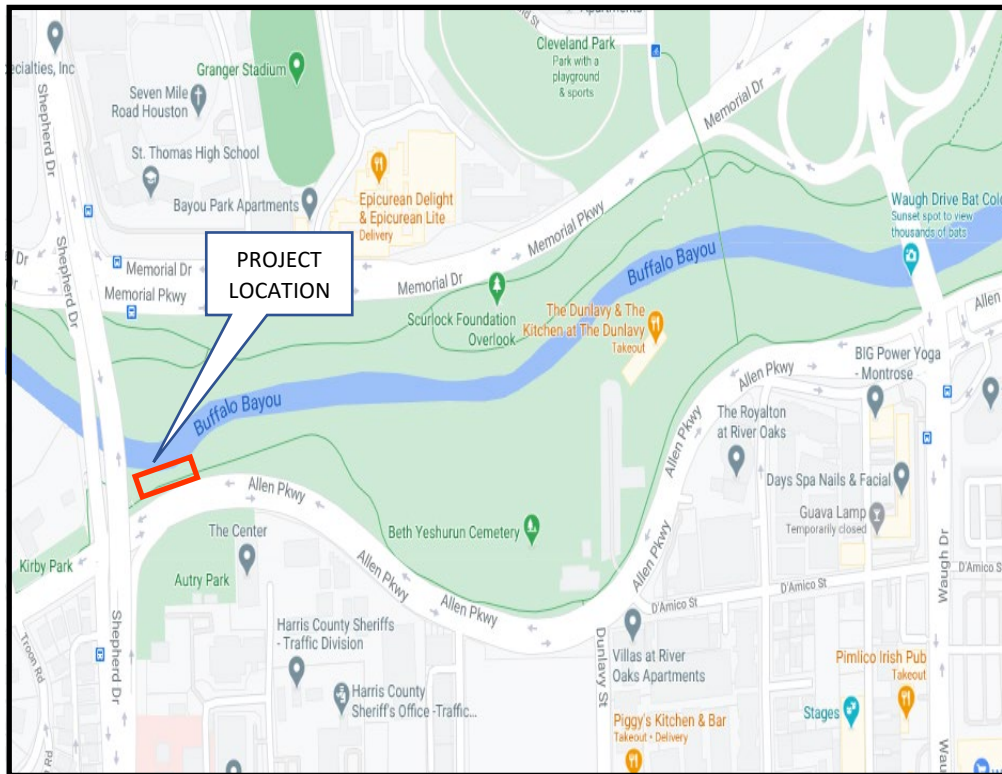 Apartments
Cleveland Park
Park with a
playground
& sports
Granger Stadium
ecialties, Inc
Seven Mile
Road Houston
Shepherd Dr
Memorial Dr
St. Thomas High School
Epicurean Delight
& Epicurean Lite
Delivery
Bayou Park Apartments
Waugh Drive Bat Colo
Sunset spot to view
thousands of bats
Shepherd Dr
Memorial Pkwy
PROJECT
LOCATION
Buffalo Bayou
Dr
Memorial Dr
Memorial Pkwy
Memorial Dr
Scurlock Foundation
Overlook
The Dunlavy & The
Kitchen at The Dunlavy
Takeout
Allen
BIG Power Yoga
- Montrose
Allen Pkwy
Buffalo Bayou
The Royalton
at River Oaks
Allen Pkwy
Days Spa Nails & Facial
Allen Pkwy
Guava Lamp
Temporarily closed
The Center
Beth Yeshurun Cemetery
Kirby Park
Autry Park
Allen Pkwy
Allen Pkwy
Allen Pkwy
D'Amico St
D'Amico St
Waugh Dr
Shepherd Dr
Troon Rd
Harris County Sheriffs
- Traffic Division
Dunlavy St
Villas at River
Oaks Apartments
Pimlico Irish Pub
Takeout
Harris County
Sheriff's Office -Traffic...
Stages
Piggy's Kitchen & Bar
Takeout • Delivery
Rd
Wau